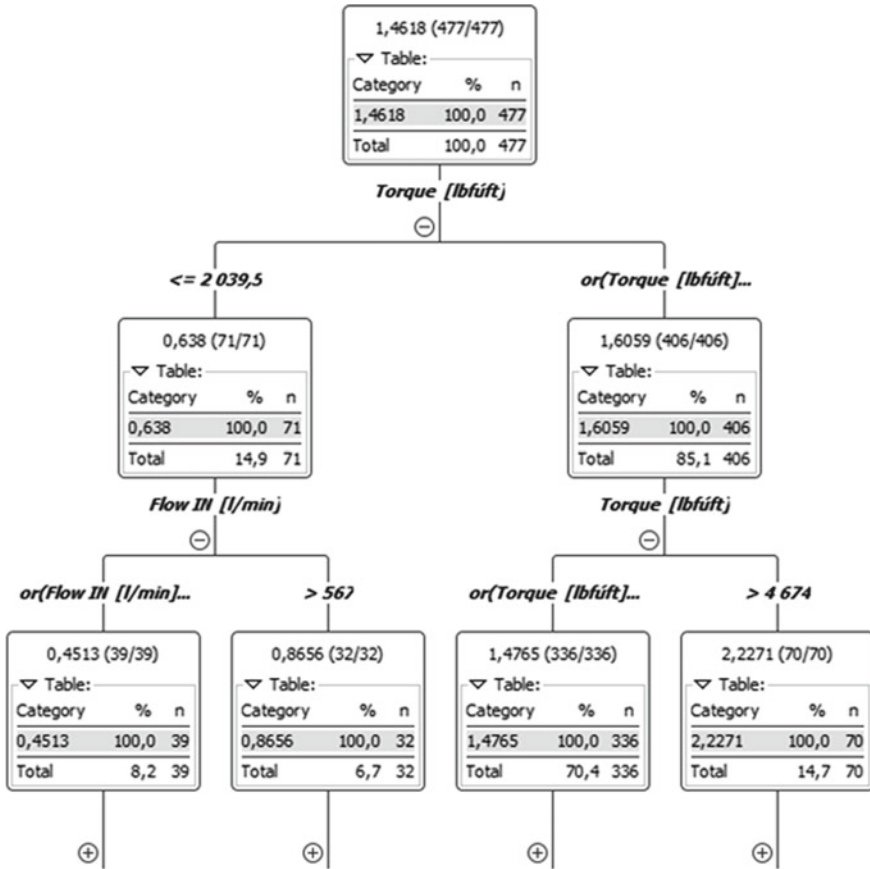 1,4618 (477/477)
Table:
Category % n
1,4618 100,0 477
Total 100,0 477
Torque [lbfúft]
<= 2 039,5
or(Torque [lbfúft]...
0,638 (71/71)
Table:
Category % n
0,638 100,0 71
Total 14,9 71
1,6059 (406/406)
Table:
Category % n
1,6059 100,0 406
Total 85,1 406
Flow IN [l/min]
Torque [lbfúft]
or(Flow IN [l/min]...
> 567
or(Torque [lbfúft]...
> 4 674
0,4513 (39/39)
Table:
Category % n
0,4513 100,0 39
Total 8,2 39
0,8656 (32/32)
Table:
Category % n
0,8656 100,0 32
Total 6,7 32
1,4765 (336/336)
Table:
Category % n
1,4765 100,0 336
Total 70,4 336
2,2271 (70/70)
Table:
Category % n
2,2271 100,0 70
Total 14,7 70